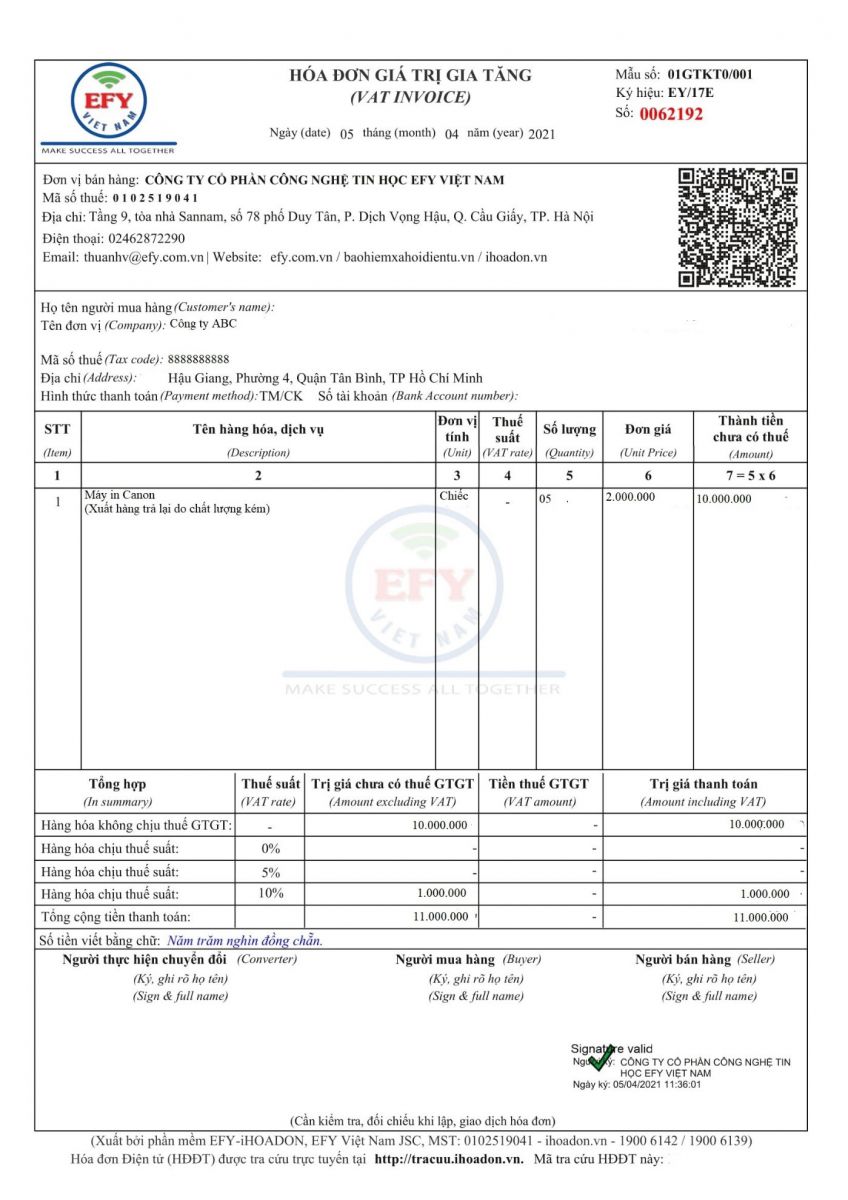 EFY
VIỆT NAM
MAKE SUCCESS ALL TOGETHER
HÓA ĐƠN GIÁ TRỊ GIA TĂNG
(VAT INVOICE)
Ngày (date) 05 tháng (month) 04 năm (year) 2021
Mẫu số: 01GTKT0/001
Ký hiệu: EY/17E
Số: 0062192
Đơn vị bán hàng: CÔNG TY CỔ PHẦN CÔNG NGHỆ TIN HỌC EFY VIỆT NAM
Mã số thuế: 0 1 0 2 5 1 9 0 4 1
Địa chỉ: Tầng 9, tòa nhà Sannam, số 78 phố Duy Tân, P. Dịch Vọng Hậu, Q. Cầu Giấy, TP. Hà Nội
Điện thoại: 02462872290
Email: thuanhv@efy.com.vn | Website: efy.com.vn / baohiemxahoidientu.vn / ihoadon.vn
Họ tên người mua hàng (Customer's name):
Tên đơn vị (Company): Công ty ABC
Mã số thuế (Tax code): 8888888888
Địa chỉ (Address): Hậu Giang, Phường 4, Quận Tân Bình, TP Hồ Chí Minh
Hình thức thanh toán (Payment method): TM/CK Số tài khoản (Bank Account number):
STT Tên hàng hóa, dịch vụ Đơn vị tính Thuế suất Số lượng Đơn giá Thành tiền chưa có thuế
(Item) (Description) (Unit) (VAT rate) (Quantity) (Unit Price) (Amount)
1 2 3 4 5 6 7 = 5 x 6
1 Máy in Canon Chiếc - 05 2.000.000 10.000.000
(Xuất hàng trả lại do chất lượng kém)
EFY
VIỆT NAM
MAKE SUCCESS ALL TOGETHER
Tổng hợp Thuế suất Trị giá chưa có thuế GTGT Tiền thuế GTGT Trị giá thanh toán
(In summary) (VAT rate) (Amount excluding VAT) (VAT amount) (Amount including VAT)
Hàng hóa không chịu thuế GTGT: - 10.000.000 - 10.000.000
Hàng hóa chịu thuế suất: 0% - - -
Hàng hóa chịu thuế suất: 5% - - -
Hàng hóa chịu thuế suất: 10% 1.000.000 - 1.000.000
Tổng cộng tiền thanh toán: 11.000.000 - 11.000.000
Số tiền viết bằng chữ: Năm trăm nghìn đồng chẵn.
Người thực hiện chuyển đổi (Converter) Người mua hàng (Buyer) Người bán hàng (Seller)
(Ký, ghi rõ họ tên) (Ký, ghi rõ họ tên) (Ký, ghi rõ họ tên)
(Sign & full name) (Sign & full name) (Sign & full name)
Signature valid
Người ký: CÔNG TY CỔ PHẦN CÔNG NGHỆ TIN
HỌC EFY VIỆT NAM
Ngày ký: 05/04/2021 11:36:01
(Cần kiểm tra, đối chiếu khi lập, giao dịch hóa đơn)
(Xuất bởi phần mềm EFY-iHOADON, EFY Việt Nam JSC, MST: 0102519041 - ihoadon.vn - 1900 6142 / 1900 6139)
Hóa đơn Điện tử (HĐĐT) được tra cứu trực tuyến tại http://tracuu.ihoadon.vn. Mã tra cứu HĐĐT này: